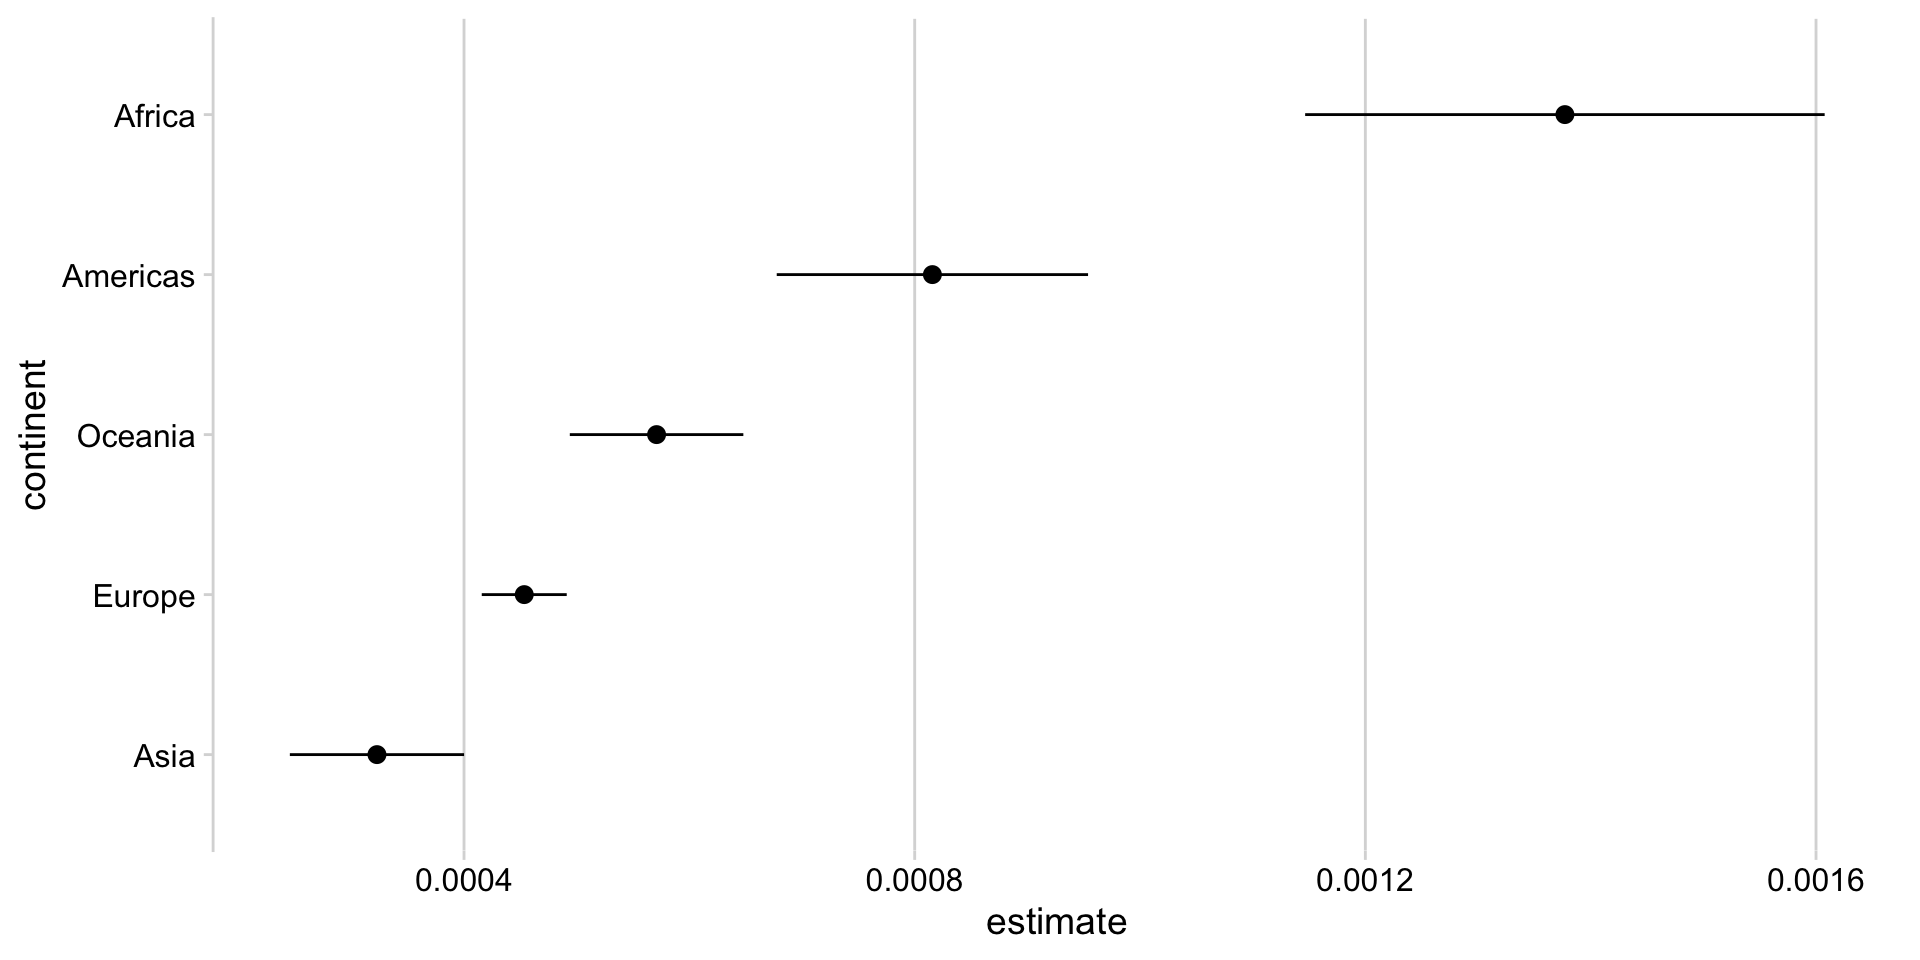 Africa
Americas
Oceania
Europe
Asia
continent
0.0004 0.0008 0.0012 0.0016
estimate